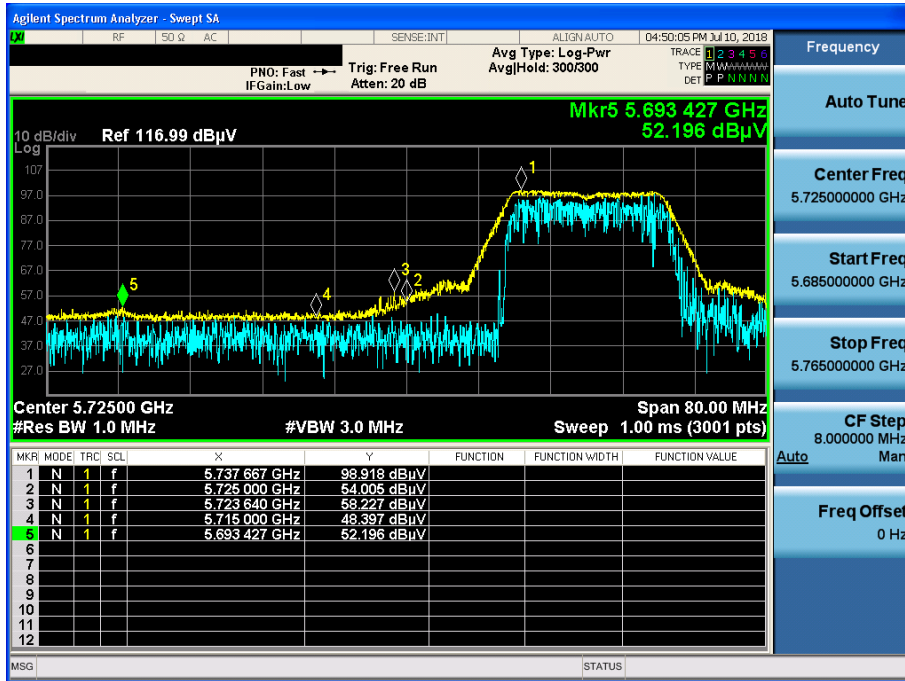 Agilent Spectrum Analyzer - Swept SA
LXI RF 50 Ω AC SENSE:INT ALIGN AUTO 04:50:05 PM Jul 10, 2018
PNO: Fast Trig: Free Run Avg Type: Log-Pwr TRACE 1 2 3 4 5 6
IFGain:Low Atten: 20 dB Avg|Hold: 300/300 TYPE MWWWWW
DET P P N N N N
Frequency
Mkr5 5.693 427 GHz
10 dB/div Ref 116.99 dBµV 52.196 dBµV
Log
107
97.0
87.0
77.0
67.0
57.0
47.0
37.0
27.0
1
2
3
4
5
Center 5.72500 GHz Span 80.00 MHz
#Res BW 1.0 MHz #VBW 3.0 MHz Sweep 1.00 ms (3001 pts)
MKR MODE TRC SCL X Y FUNCTION FUNCTION WIDTH FUNCTION VALUE
1 N 1 f 5.737 667 GHz 98.918 dBµV
2 N 1 f 5.725 000 GHz 54.005 dBµV
3 N 1 f 5.723 640 GHz 58.227 dBµV
4 N 1 f 5.715 000 GHz 48.397 dBµV
5 N 1 f 5.693 427 GHz 52.196 dBµV
6
7
8
9
10
11
12
MSG STATUS
Auto Tune
Center Freq
5.725000000 GHz
Start Freq
5.685000000 GHz
Stop Freq
5.765000000 GHz
CF Step
8.000000 MHz
Auto Man
Freq Offset
0 Hz